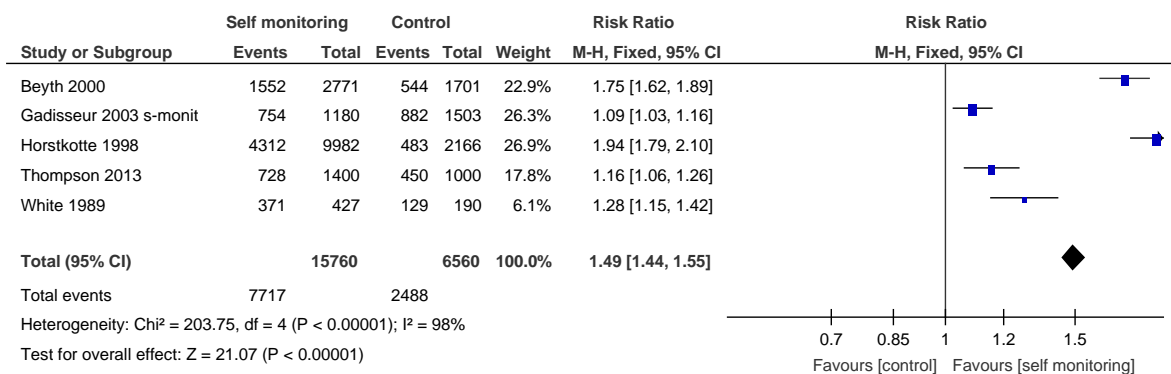 Self monitoring Control Risk Ratio Risk Ratio
Study or Subgroup Events Total Events Total Weight M-H, Fixed, 95% CI M-H, Fixed, 95% CI
Beyth 2000 1552 2771 544 1701 22.9% 1.75 [1.62, 1.89]
Gadisseur 2003 s-monit 754 1180 882 1503 26.3% 1.09 [1.03, 1.16]
Horstkotte 1998 4312 9982 483 2166 26.9% 1.94 [1.79, 2.10]
Thompson 2013 728 1400 450 1000 17.8% 1.16 [1.06, 1.26]
White 1989 371 427 129 190 6.1% 1.28 [1.15, 1.42]
Total (95% CI) 15760 6560 100.0% 1.49 [1.44, 1.55]
Total events 7717 2488
Heterogeneity: Chi² = 203.75, df = 4 (P < 0.00001); I² = 98%
Test for overall effect: Z = 21.07 (P < 0.00001)
0.7 0.85 1 1.2 1.5
Favours [control] Favours [self monitoring]